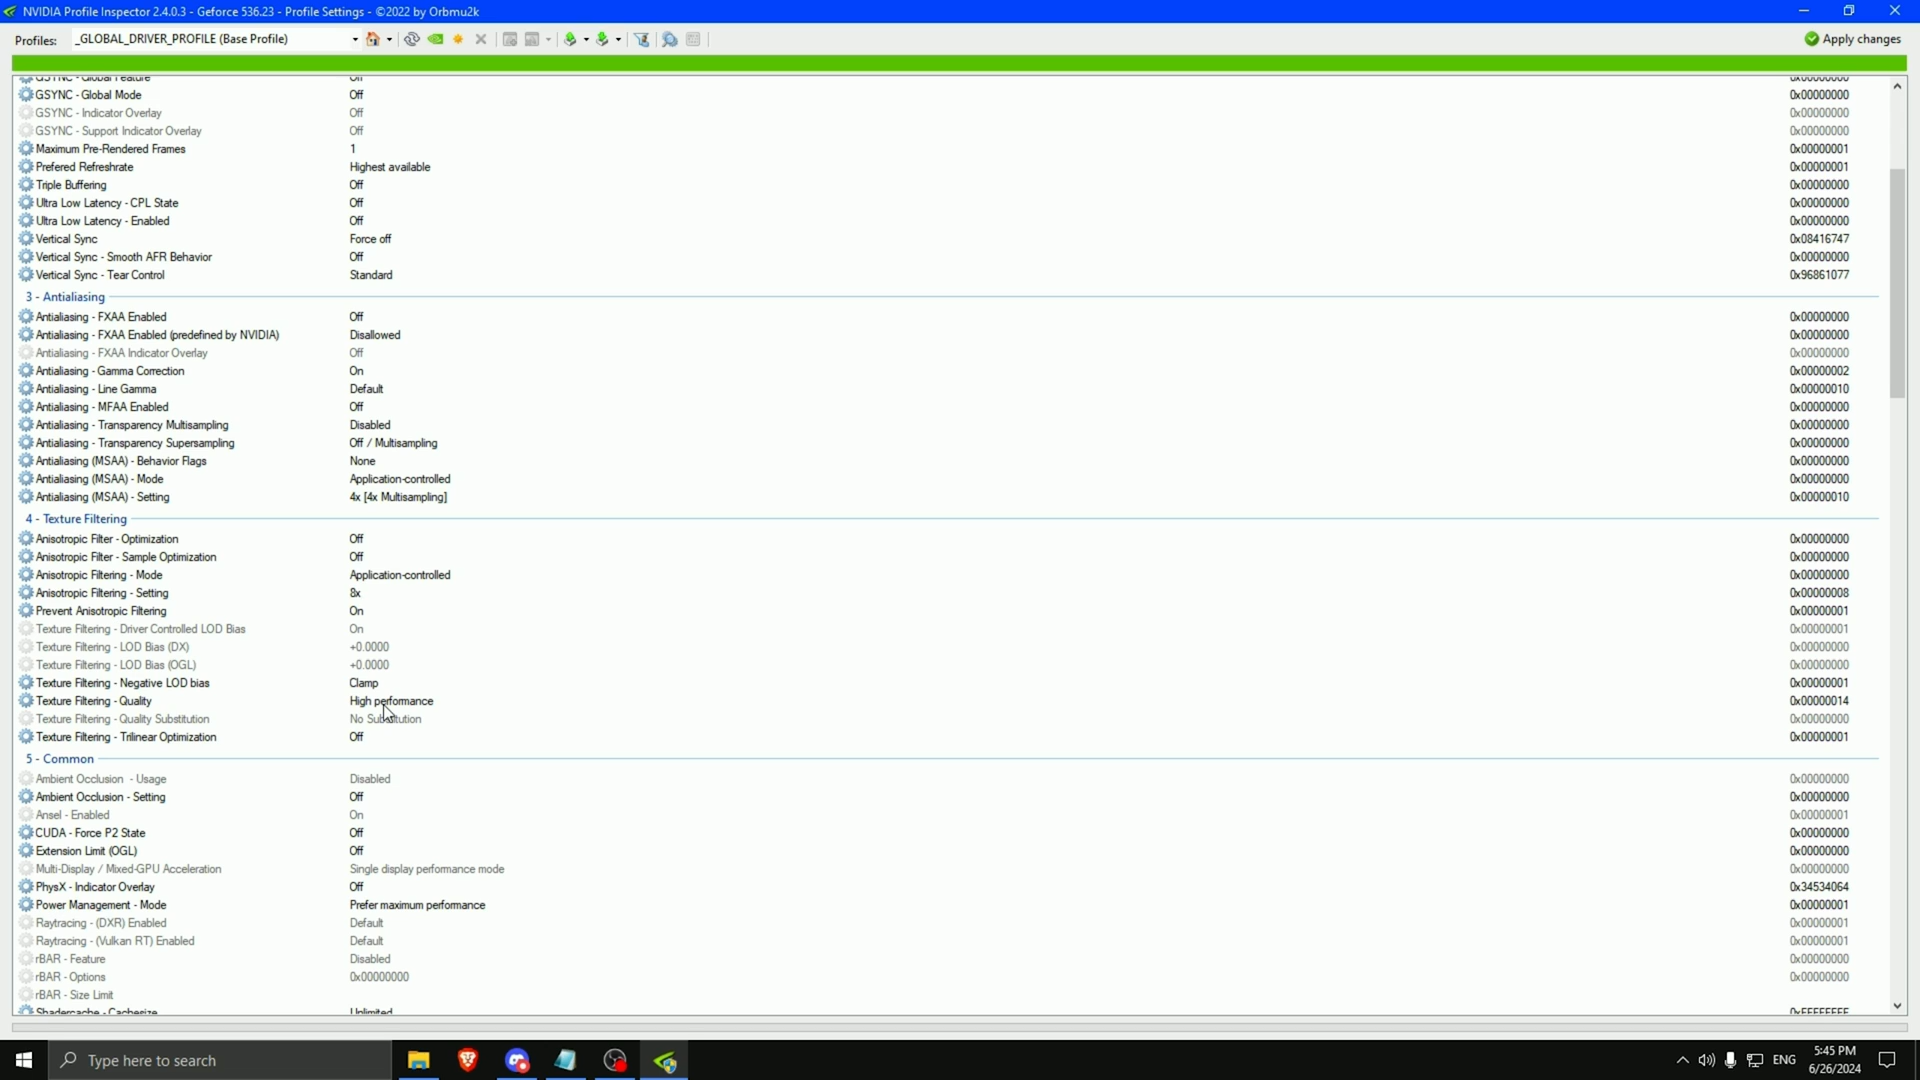 NVIDIA Profile Inspector 2.4.0.3 - Geforce 536.23 - Profile Settings - ©2022 by Orbmu2k
Profiles: _GLOBAL_DRIVER_PROFILE (Base Profile) Apply changes
GSYNC - Global Feature Off 0x00000000
GSYNC - Global Mode Off 0x00000000
GSYNC - Indicator Overlay Off 0x00000000
GSYNC - Support Indicator Overlay Off 0x00000000
Maximum Pre-Rendered Frames 1 0x00000001
Prefered Refreshrate Highest available 0x00000001
Triple Buffering Off 0x00000000
Ultra Low Latency - CPL State Off 0x00000000
Ultra Low Latency - Enabled Off 0x00000000
Vertical Sync Force off 0x08416747
Vertical Sync - Smooth AFR Behavior Off 0x00000000
Vertical Sync - Tear Control Standard 0x96861077
3 - Antialiasing
Antialiasing - FXAA Enabled Off 0x00000000
Antialiasing - FXAA Enabled (predefined by NVIDIA) Disallowed 0x00000000
Antialiasing - FXAA Indicator Overlay Off 0x00000000
Antialiasing - Gamma Correction On 0x00000002
Antialiasing - Line Gamma Default 0x00000010
Antialiasing - MFAA Enabled Off 0x00000000
Antialiasing - Transparency Multisampling Disabled 0x00000000
Antialiasing - Transparency Supersampling Off / Multisampling 0x00000000
Antialiasing (MSAA) - Behavior Flags None 0x00000000
Antialiasing (MSAA) - Mode Application-controlled 0x00000000
Antialiasing (MSAA) - Setting 4x [4x Multisampling] 0x00000010
4 - Texture Filtering
Anisotropic Filter - Optimization Off 0x00000000
Anisotropic Filter - Sample Optimization Off 0x00000000
Anisotropic Filtering - Mode Application-controlled 0x00000000
Anisotropic Filtering - Setting 8x 0x00000008
Prevent Anisotropic Filtering On 0x00000001
Texture Filtering - Driver Controlled LOD Bias On 0x00000001
Texture Filtering - LOD Bias (DX) +0.0000 0x00000000
Texture Filtering - LOD Bias (OGL) +0.0000 0x00000000
Texture Filtering - Negative LOD bias Clamp 0x00000001
Texture Filtering - Quality High performance 0x00000014
Texture Filtering - Quality Substitution No Substitution 0x00000000
Texture Filtering - Trilinear Optimization Off 0x00000001
5 - Common
Ambient Occlusion - Usage Disabled 0x00000000
Ambient Occlusion - Setting Off 0x00000000
Ansel - Enabled On 0x00000001
CUDA - Force P2 State Off 0x00000000
Extension Limit (OGL) Off 0x00000000
Multi-Display / Mixed-GPU Acceleration Single display performance mode 0x00000000
PhysX - Indicator Overlay Off 0x34534064
Power Management - Mode Prefer maximum performance 0x00000001
Raytracing - (DXR) Enabled Default 0x00000001
Raytracing - (Vulkan RT) Enabled Default 0x00000001
rBAR - Feature Disabled 0x00000000
rBAR - Options 0x00000000 0x00000000
rBAR - Size Limit
Shadercache - Cachesize Unlimited 0xFFFFFFFF
Type here to search ENG 5:45 PM
6/26/2024